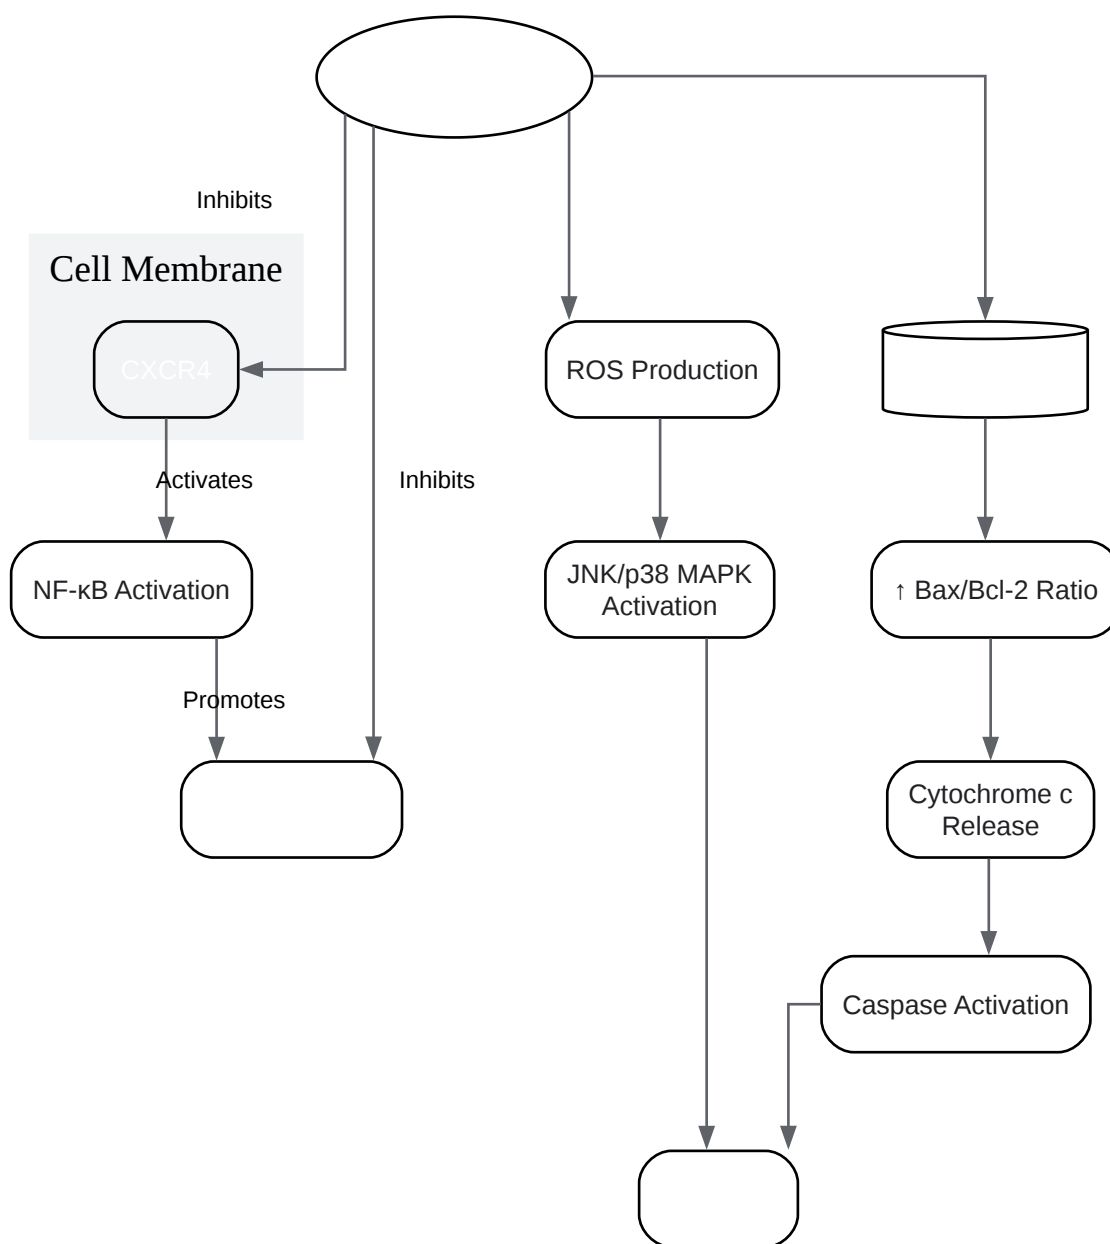 Inhibits
Cell Membrane
CXCR4
ROS Production
Activates
Inhibits
NF-κB Activation
JNK/p38 MAPK
Activation
↑ Bax/Bcl-2 Ratio
Promotes
Cytochrome c
Release
Caspase Activation